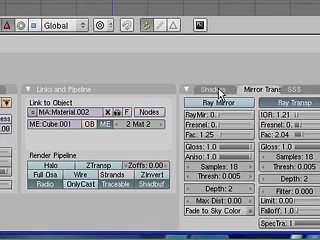 Global
Links and Pipeline
Shaders
Mirror Trans
SSS
Link to Object
MA:Material.002
F
Nodes
ME:Cube.001
OB
ME
2 Mat 2
Render Pipeline
Halo
ZTransp
Zoffs: 0.00
Full Osa
Wire
Strands
ZInvert
Radio
OnlyCast
Traceable
Shadbuf
Ray Mirror
Ray Transp
RayMir: 0.
IOR: 1.21
Fresnel: 0.
Fresnel: 0.
Fac: 1.25
Fac: 2.04
Gloss: 1.0
Gloss: 1.0
Aniso: 1.0
Samples: 18
Samples: 18
Thresh: 0.005
Thresh: 0.005
Depth: 2
Depth: 2
Filter: 0.000
Max Dist: 0.00
Limit: 0.00
Fade to Sky Color
Falloff: 1.0
SpecTra: 1